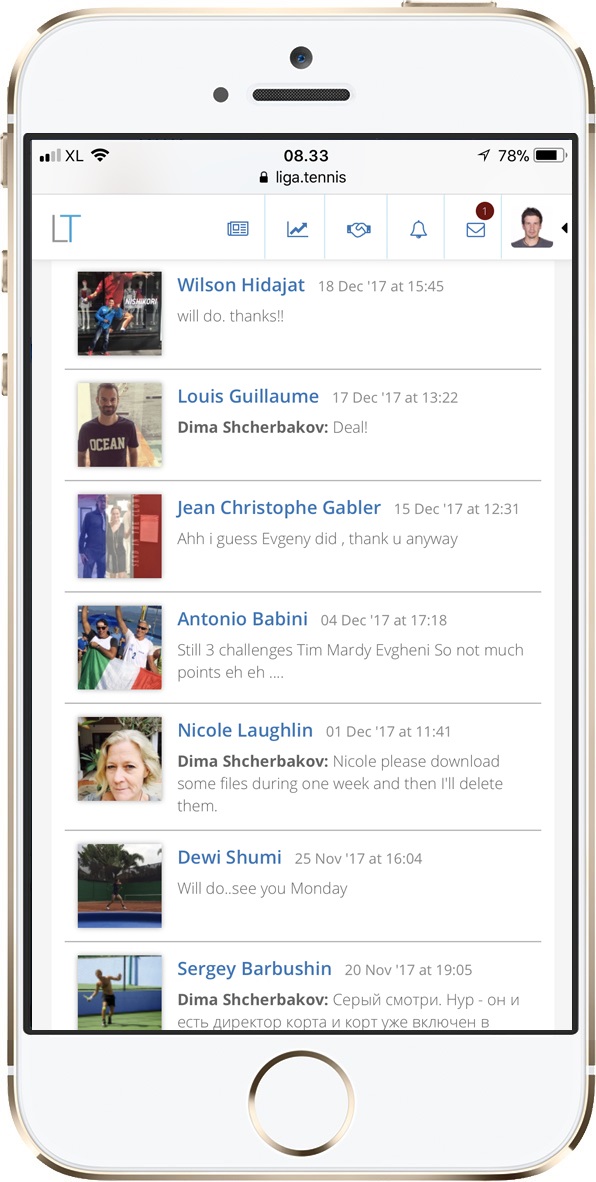 XL 08.33 78%
liga.tennis
LT 1
Wilson Hidajat 18 Dec '17 at 15:45
NISHIKORI
will do. thanks!!
Louis Guillaume 17 Dec '17 at 13:22
OCEAN
Dima Shcherbakov: Deal!
Jean Christophe Gabler 15 Dec '17 at 12:31
Ahh i guess Evgeny did , thank u anyway
Antonio Babini 04 Dec '17 at 17:18
Still 3 challenges Tim Mardy Evgheni So not much
points eh eh ....
Nicole Laughlin 01 Dec '17 at 11:41
Dima Shcherbakov: Nicole please download
some files during one week and then I'll delete
them.
Dewi Shumi 25 Nov '17 at 16:04
Will do..see you Monday
Sergey Barbushin 20 Nov '17 at 19:05
Dima Shcherbakov: Серый смотри. Нур - он и
есть директор корта и корт уже включен в